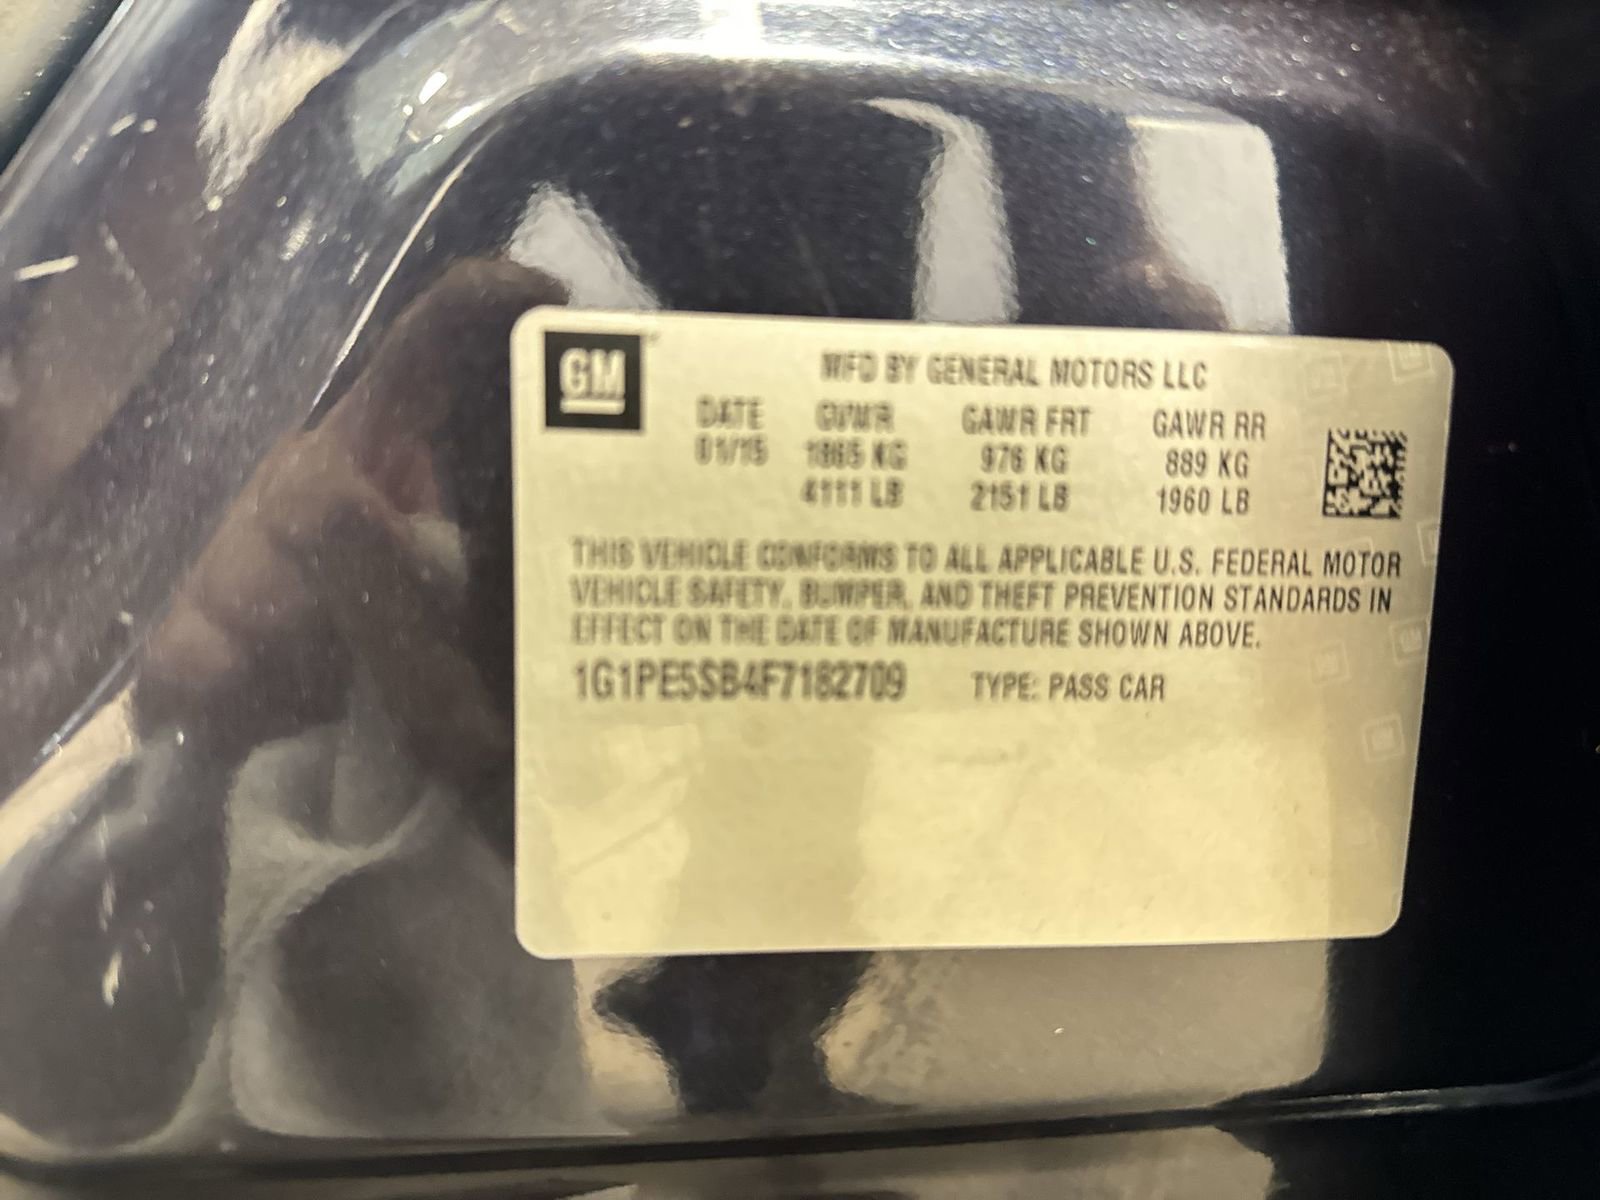 GM
MFD BY GENERAL MOTORS LLC
DATE GVWR GAWR FRT GAWR RR
01/15 1865 KG 976 KG 889 KG
4111 LB 2151 LB 1960 LB
THIS VEHICLE CONFORMS TO ALL APPLICABLE U.S. FEDERAL MOTOR
VEHICLE SAFETY, BUMPER, AND THEFT PREVENTION STANDARDS IN
EFFECT ON THE DATE OF MANUFACTURE SHOWN ABOVE.
1G1PE5SB4F7182709 TYPE: PASS CAR